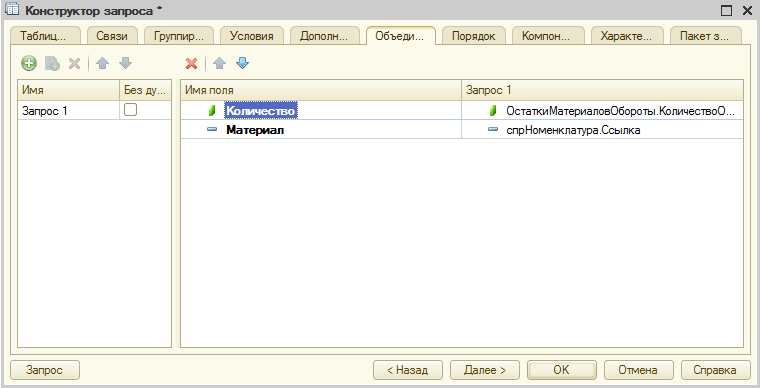 Конструктор запроса *
Таблиц... Связи Группир... Условия Дополн... Объеди... Порядок Компон... Характе... Пакет з...
Имя Без ду... Имя поля Запрос 1
Запрос 1 Количество ОстаткиМатериаловОбороты.КоличествоО...
Материал спрНоменклатура.Ссылка
Запрос < Назад Далее > OK Отмена Справка